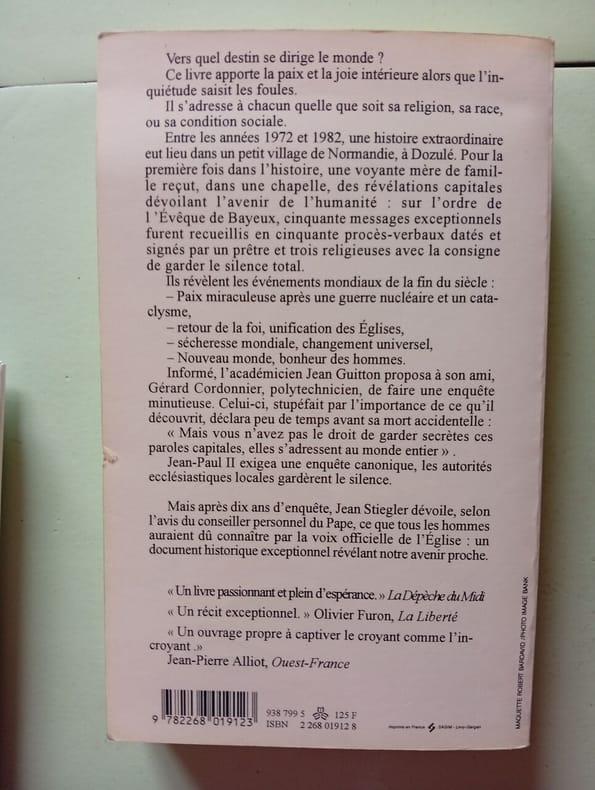 Vers quel destin se dirige le monde ?
Ce livre apporte la paix et la joie intérieure alors que l'in-
quiétude saisit les foules.
Il s'adresse à chacun quelle que soit sa religion, sa race,
ou sa condition sociale.
Entre les années 1972 et 1982, une histoire extraordinaire
eut lieu dans un petit village de Normandie, à Dozulé. Pour la
première fois dans l'histoire, une voyante mère de famil-
le reçut, dans une chapelle, des révélations capitales
dévoilant l'avenir de l'humanité : sur l'ordre de
l 'Évêque de Bayeux, cinquante messages exceptionnels
furent recueillis en cinquante procès-verbaux datés et
signés par un prêtre et trois religieuses avec la consigne
de garder le silence total.
Ils révèlent les événements mondiaux de la fin du siècle :
– Paix miraculeuse après une guerre nucléaire et un cata-
clysme,
– retour de la foi, unification des Églises,
– sécheresse mondiale, changement universel,
– Nouveau monde, bonheur des hommes.
Informé, l'académicien Jean Guitton proposa à son ami,
Gérard Cordonnier, polytechnicien, de faire une enquête
minutieuse. Celui-ci, stupéfait par l'importance de ce qu'il
découvrit, déclara peu de temps avant sa mort accidentelle :
« Mais vous n'avez pas le droit de garder secrètes ces
paroles capitales, elles s'adressent au monde entier » .
Jean-Paul II exigea une enquête canonique, les autorités
ecclésiastiques locales gardèrent le silence.
Mais après dix ans d'enquête, Jean Stiegler dévoile, selon
l'avis du conseiller personnel du Pape, ce que tous les hommes
auraient dû connaître par la voix officielle de l'Église : un
document historique exceptionnel révélant notre avenir proche.
« Un livre passionnant et plein d'espérance. » La Dépêche du Midi
« Un récit exceptionnel. » Olivier Furon, La Liberté
« Un ouvrage propre à captiver le croyant comme l'in-
croyant .»
Jean-Pierre Alliot, Ouest-France
9 782268 019123
938 799 5 125 F
ISBN 2 268 01912 8
Imprimé en France SAGIM - Lévy-Gargan
MAQUETTE ROBERT BARDAVID /PHOTO IMAGE BANK